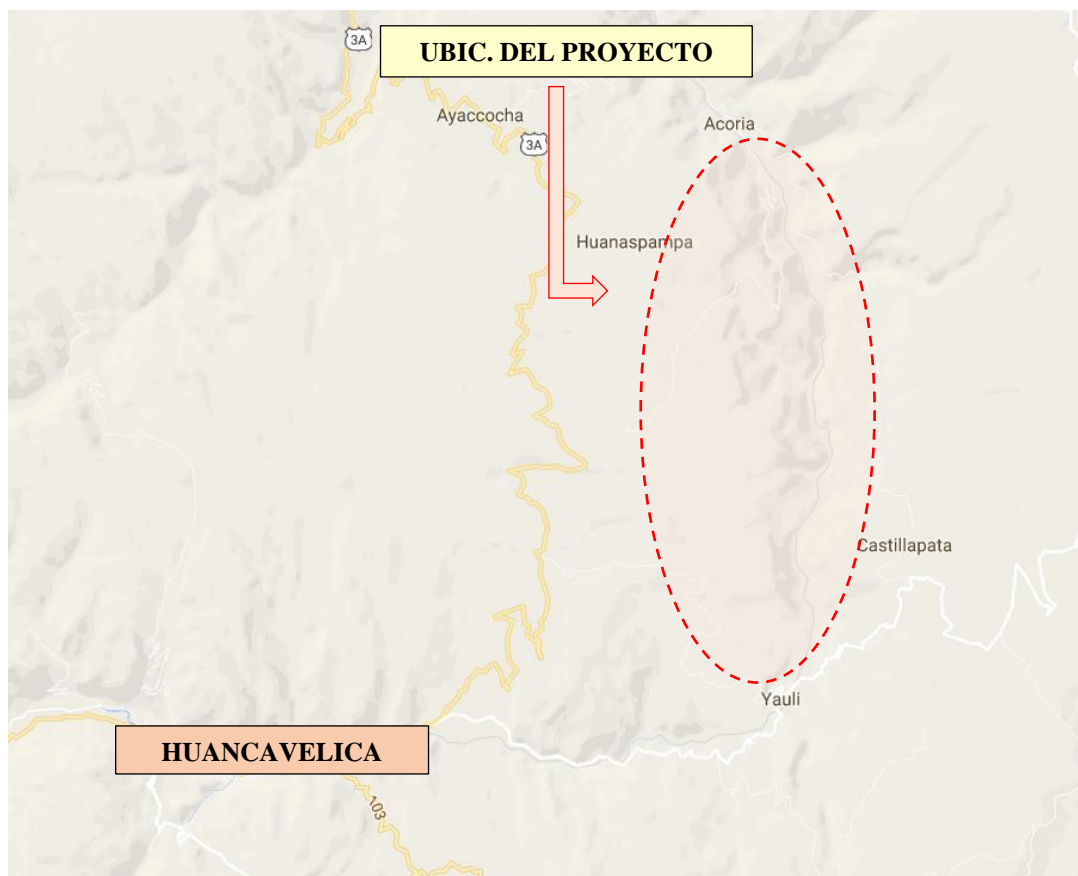 3A
UBIC. DEL PROYECTO
Ayaccocha
Acoria
3A
Huanaspampa
Castillapata
Yauli
HUANCAVELICA
103